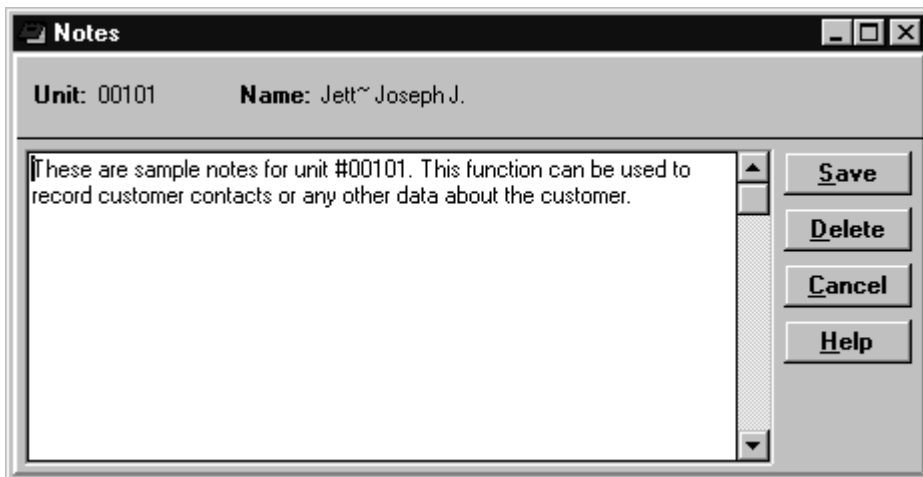 Notes
Unit: 00101 Name: Jett~ Joseph J.
These are sample notes for unit #00101. This function can be used to
record customer contacts or any other data about the customer.
Save
Delete
Cancel
Help